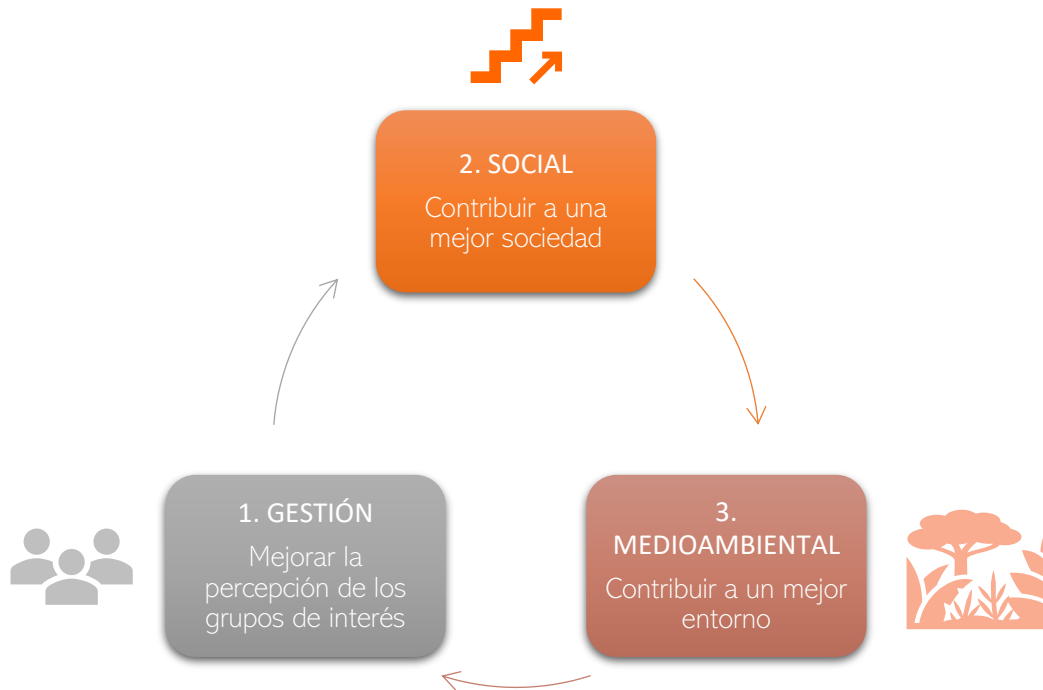 2. SOCIAL
Contribuir a una
mejor sociedad
1. GESTIÓN
Mejorar la
percepción de los
grupos de interés
3.
MEDIOAMBIENTAL
Contribuir a un mejor
entorno